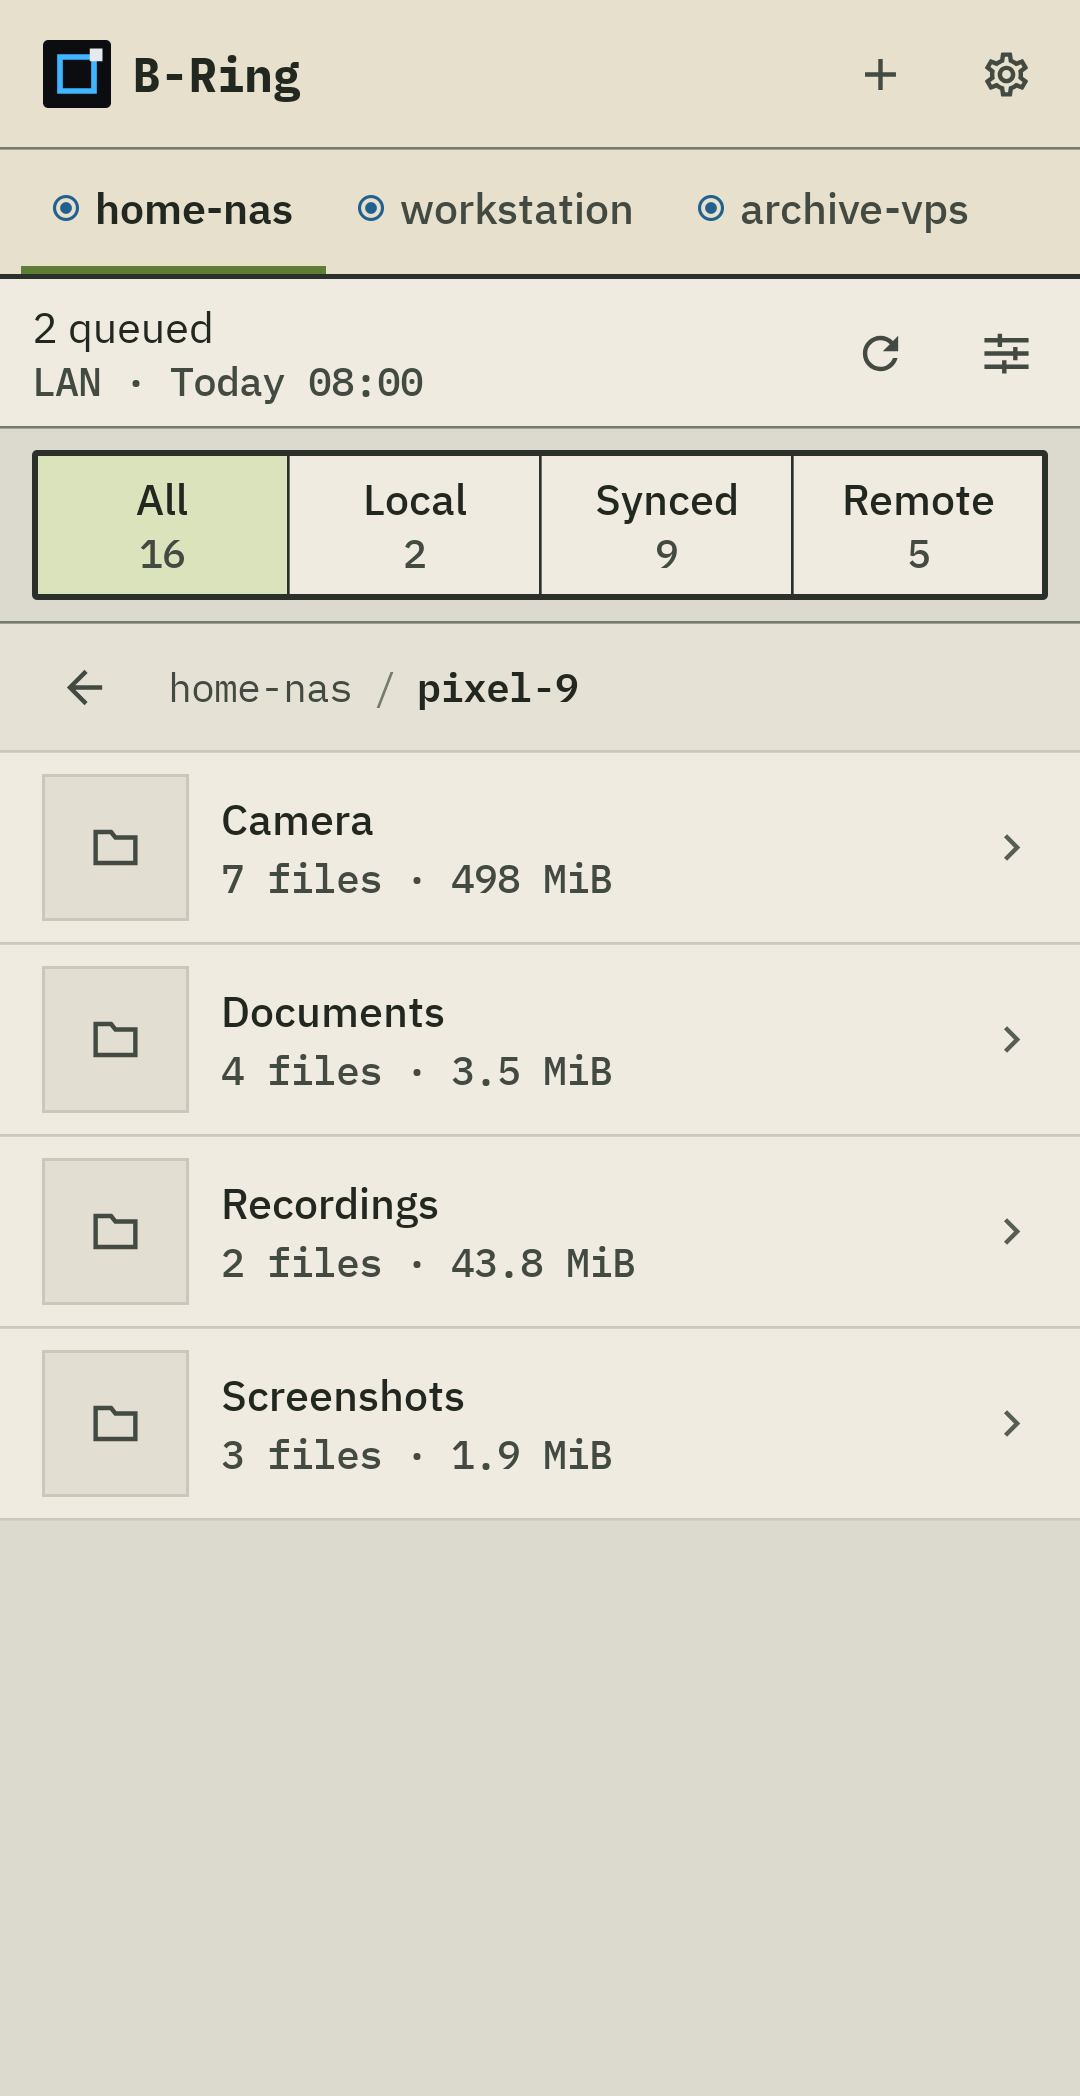 B-Ring
home-nas workstation archive-vps
2 queued
LAN · Today 08:00
All Local Synced Remote
16 2 9 5
home-nas / pixel-9
Camera
7 files · 498 MiB
Documents
4 files · 3.5 MiB
Recordings
2 files · 43.8 MiB
Screenshots
3 files · 1.9 MiB